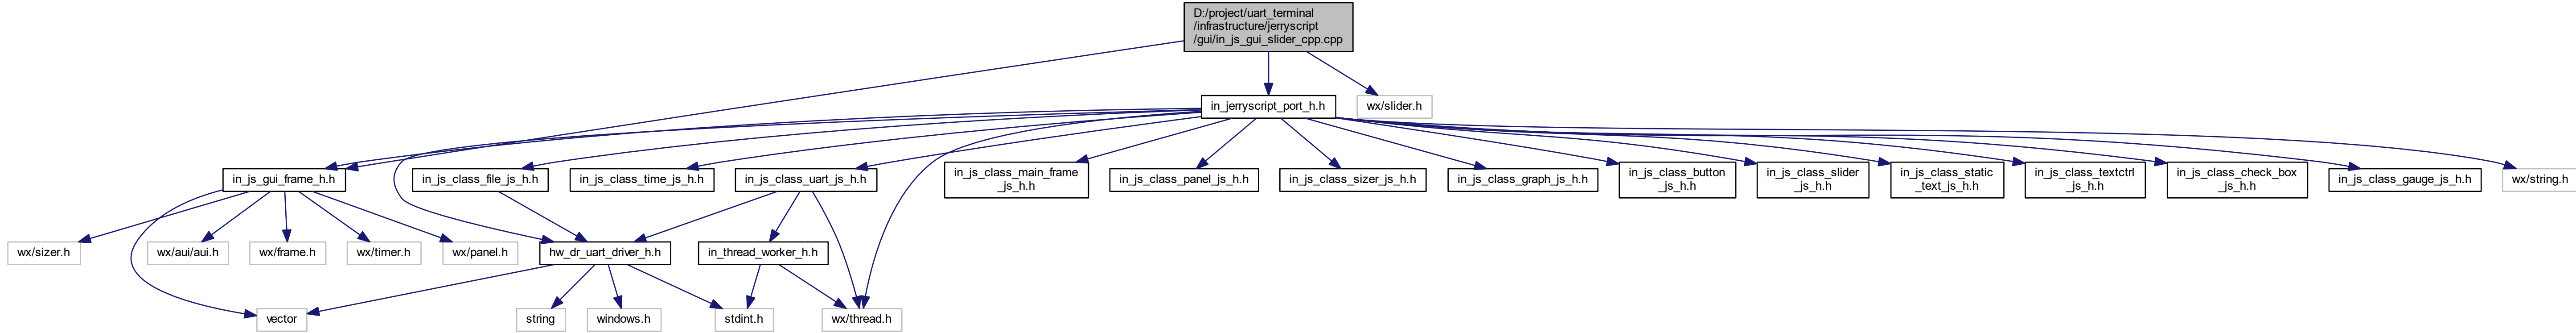 D:/project/uart_terminal
/infrastructure/jerryscript
/gui/in_js_gui_slider_cpp.cpp
in_jerryscript_port_h.h
wx/slider.h
in_js_gui_frame_h.h
in_js_class_file_js_h.h
in_js_class_time_js_h.h
in_js_class_uart_js_h.h
in_js_class_main_frame
_js_h.h
in_js_class_panel_js_h.h
in_js_class_sizer_js_h.h
in_js_class_graph_js_h.h
in_js_class_button
_js_h.h
in_js_class_slider
_js_h.h
in_js_class_static
_text_js_h.h
in_js_class_textctrl
_js_h.h
in_js_class_check_box
_js_h.h
in_js_class_gauge_js_h.h
wx/string.h
wx/sizer.h
wx/aui/aui.h
wx/frame.h
wx/timer.h
wx/panel.h
hw_dr_uart_driver_h.h
in_thread_worker_h.h
vector
string
windows.h
stdint.h
wx/thread.h